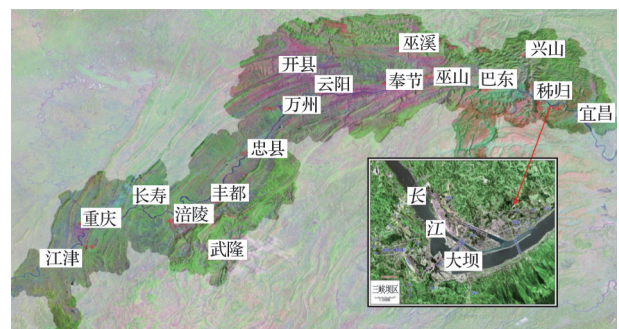 兴山
巫溪
开县
云阳
奉节
巫山
巴东
秭归
万州
宜昌
忠县
长寿
丰都
涪陵
重庆
武隆
江津
长
江
大坝
三峡坝区